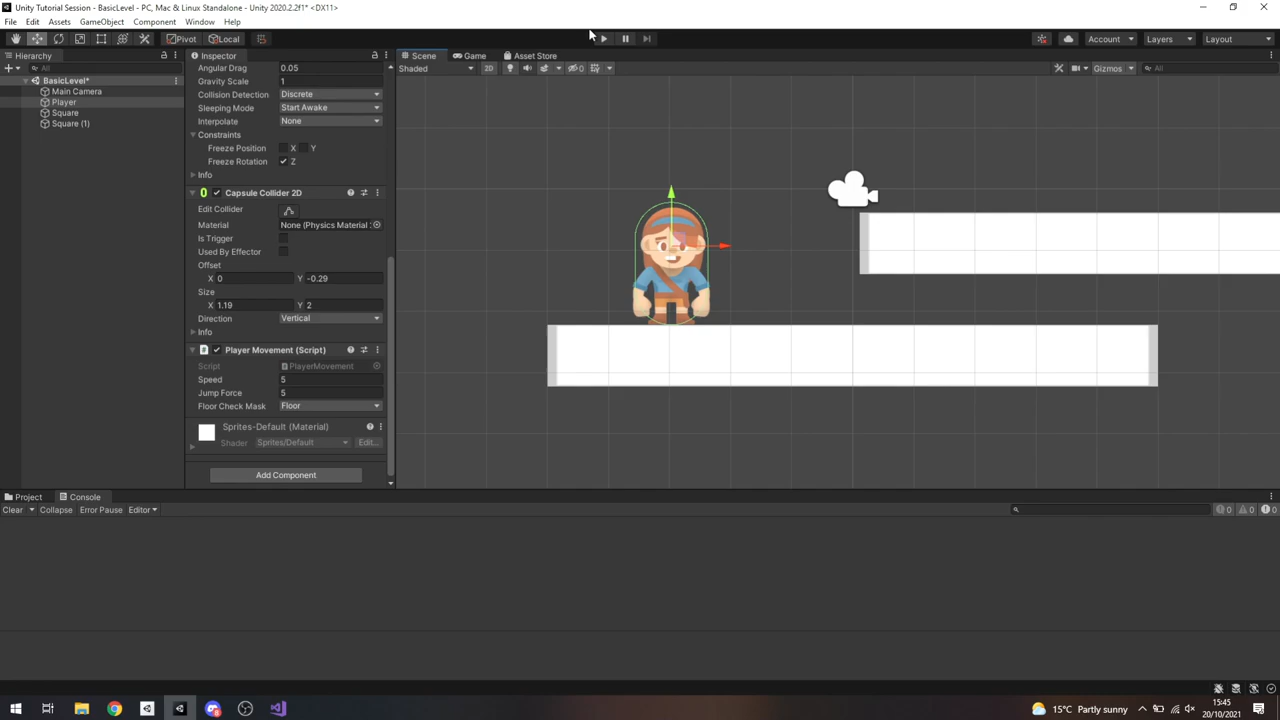 Unity Tutorial Session - BasicLevel - PC, Mac & Linux Standalone - Unity 2020.2.2f1* <DX11>
File Edit Assets GameObject Component Window Help
Pivot Local Account Layers Layout
Hierarchy Inspector Scene Game Asset Store
All
Angular Drag 0.05
Shaded 2D 0 Gizmos All
BasicLevel*
Gravity Scale 1
Main Camera
Collision Detection Discrete
Player
Sleeping Mode Start Awake
Square
Interpolate None
Square (1)
Constraints
Freeze Position X Y
Freeze Rotation Z
Info
Capsule Collider 2D
Edit Collider
Material None (Physics Material
Is Trigger
Used By Effector
Offset
X 0 Y -0.29
Size
X 1.19 Y 2
Direction Vertical
Info
Player Movement (Script)
Script PlayerMovement
Speed 5
Jump Force 5
Floor Check Mask Floor
Sprites-Default (Material)
Shader Sprites/Default Edit...
Add Component
Project Console
Clear Collapse Error Pause Editor 0 0 0
15°C Partly sunny
15:45
20/10/2021